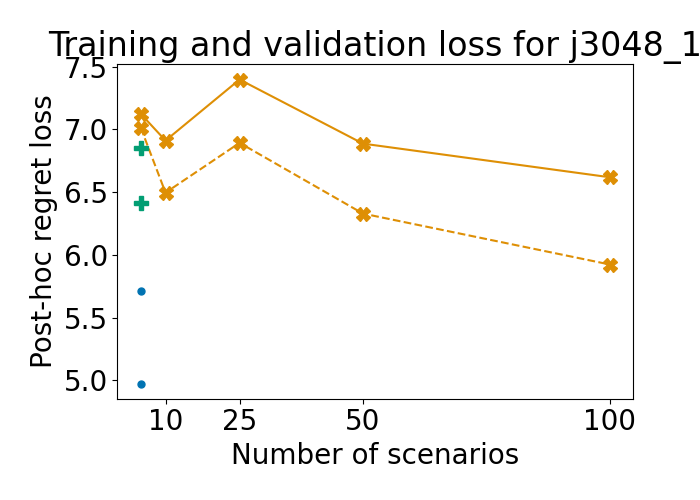 Training and validation loss for j3048_1
Post-hoc regret loss
7.5
7.0
6.5
6.0
5.5
5.0
10 25 50 100
Number of scenarios